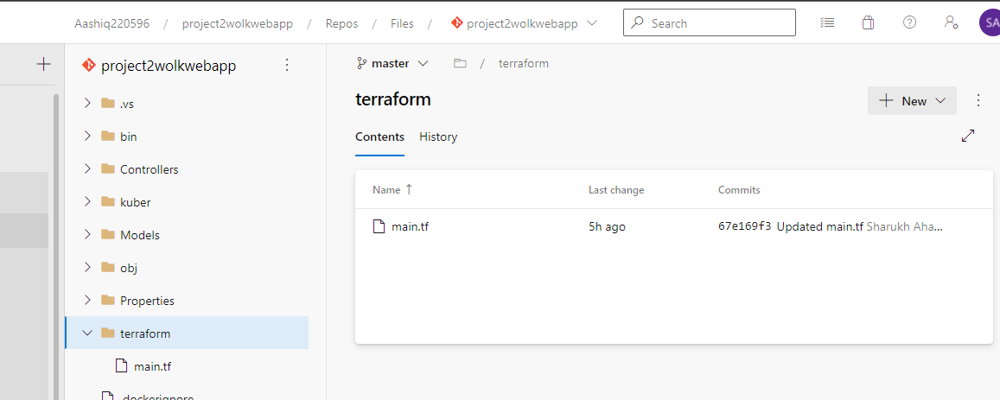 Aashiq220596 / project2wolkwebapp / Repos / Files / project2wolkwebapp
Search
SA
project2wolkwebapp
.vs
bin
Controllers
kuber
Models
obj
Properties
terraform
main.tf
.dockerignore
master / terraform
terraform
New
Contents History
Name ↑ Last change Commits
main.tf 5h ago 67e169f3 Updated main.tf Sharukh Aha...